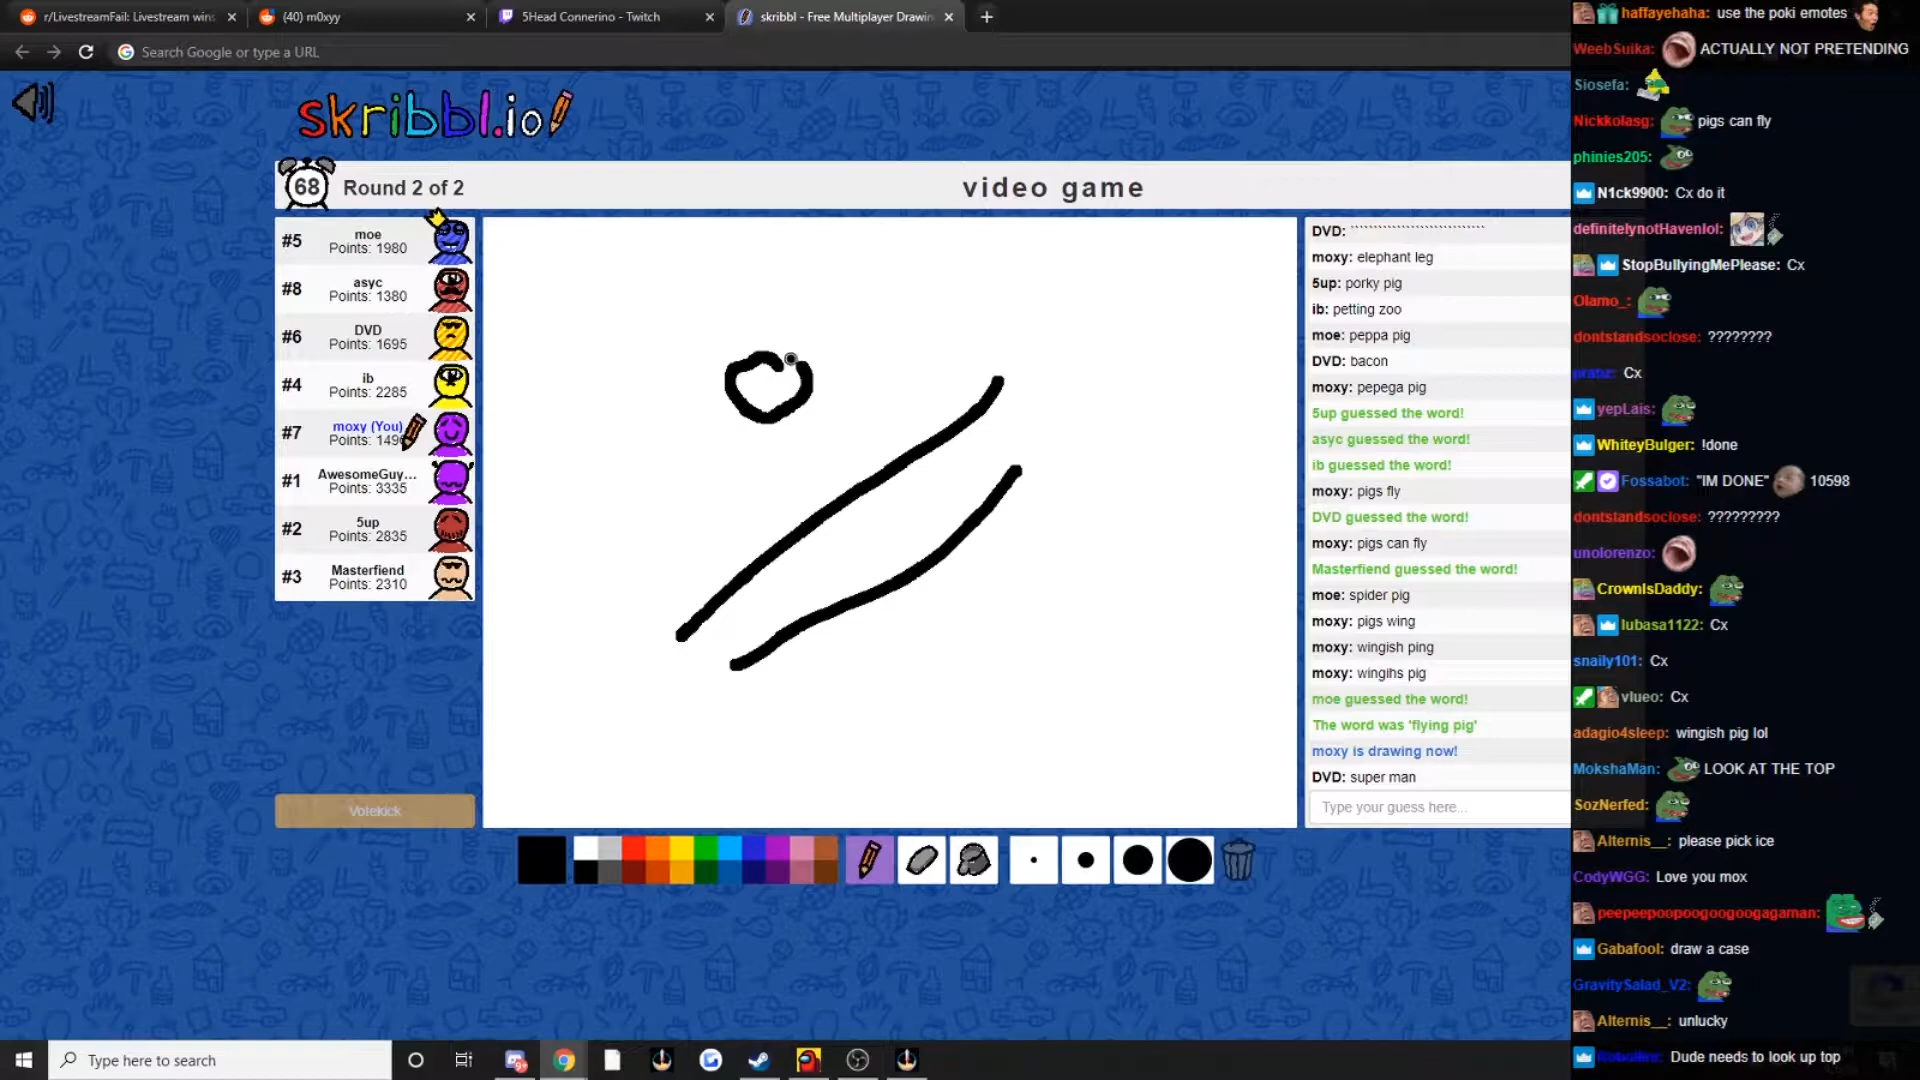 r/LivestreamFail: Livestream wins
(40) m0xyy
5Head Connerino - Twitch
skribbl - Free Multiplayer Drawin
Search Google or type a URL
skribbl.io
68
Round 2 of 2
video game
#5 moe
Points: 1980
#8 asyc
Points: 1380
#6 DVD
Points: 1695
#4 ib
Points: 2285
#7 moxy (You)
Points: 149
#1 AwesomeGuy...
Points: 3335
#2 5up
Points: 2835
#3 Masterfiend
Points: 2310
Votekick
DVD:
moxy: elephant leg
5up: porky pig
ib: petting zoo
moe: peppa pig
DVD: bacon
moxy: pepega pig
5up guessed the word!
asyc guessed the word!
ib guessed the word!
moxy: pigs fly
DVD guessed the word!
moxy: pigs can fly
Masterfiend guessed the word!
moe: spider pig
moxy: pigs wing
moxy: wingish ping
moxy: wingihs pig
moe guessed the word!
The word was 'flying pig'
moxy is drawing now!
DVD: super man
Type your guess here...
haffayehaha: use the poki emotes
WeebSuika: ACTUALLY NOT PRETENDING
Siosefa:
Nickkolasg: pigs can fly
phinies205:
N1ck9900: Cx do it
definitelynotHavenlol:
StopBullyingMePlease: Cx
Olamo_:
dontstandsoclose: ????????
Cx
yepLais:
WhiteyBulger: !done
Fossabot: "IM DONE" 10598
dontstandsoclose: ?????????
unolorenzo:
CrownIsDaddy:
lubasa1122: Cx
snaily101: Cx
vlueo: Cx
adagio4sleep: wingish pig lol
MokshaMan: LOOK AT THE TOP
SozNerfed:
Alternis__: please pick ice
CodyWGG: Love you mox
peepeepoopoogoogoogagaman:
Gabafool: draw a case
GravitySalad_V2:
Alternis__: unlucky
Dude needs to look up top
Type here to search